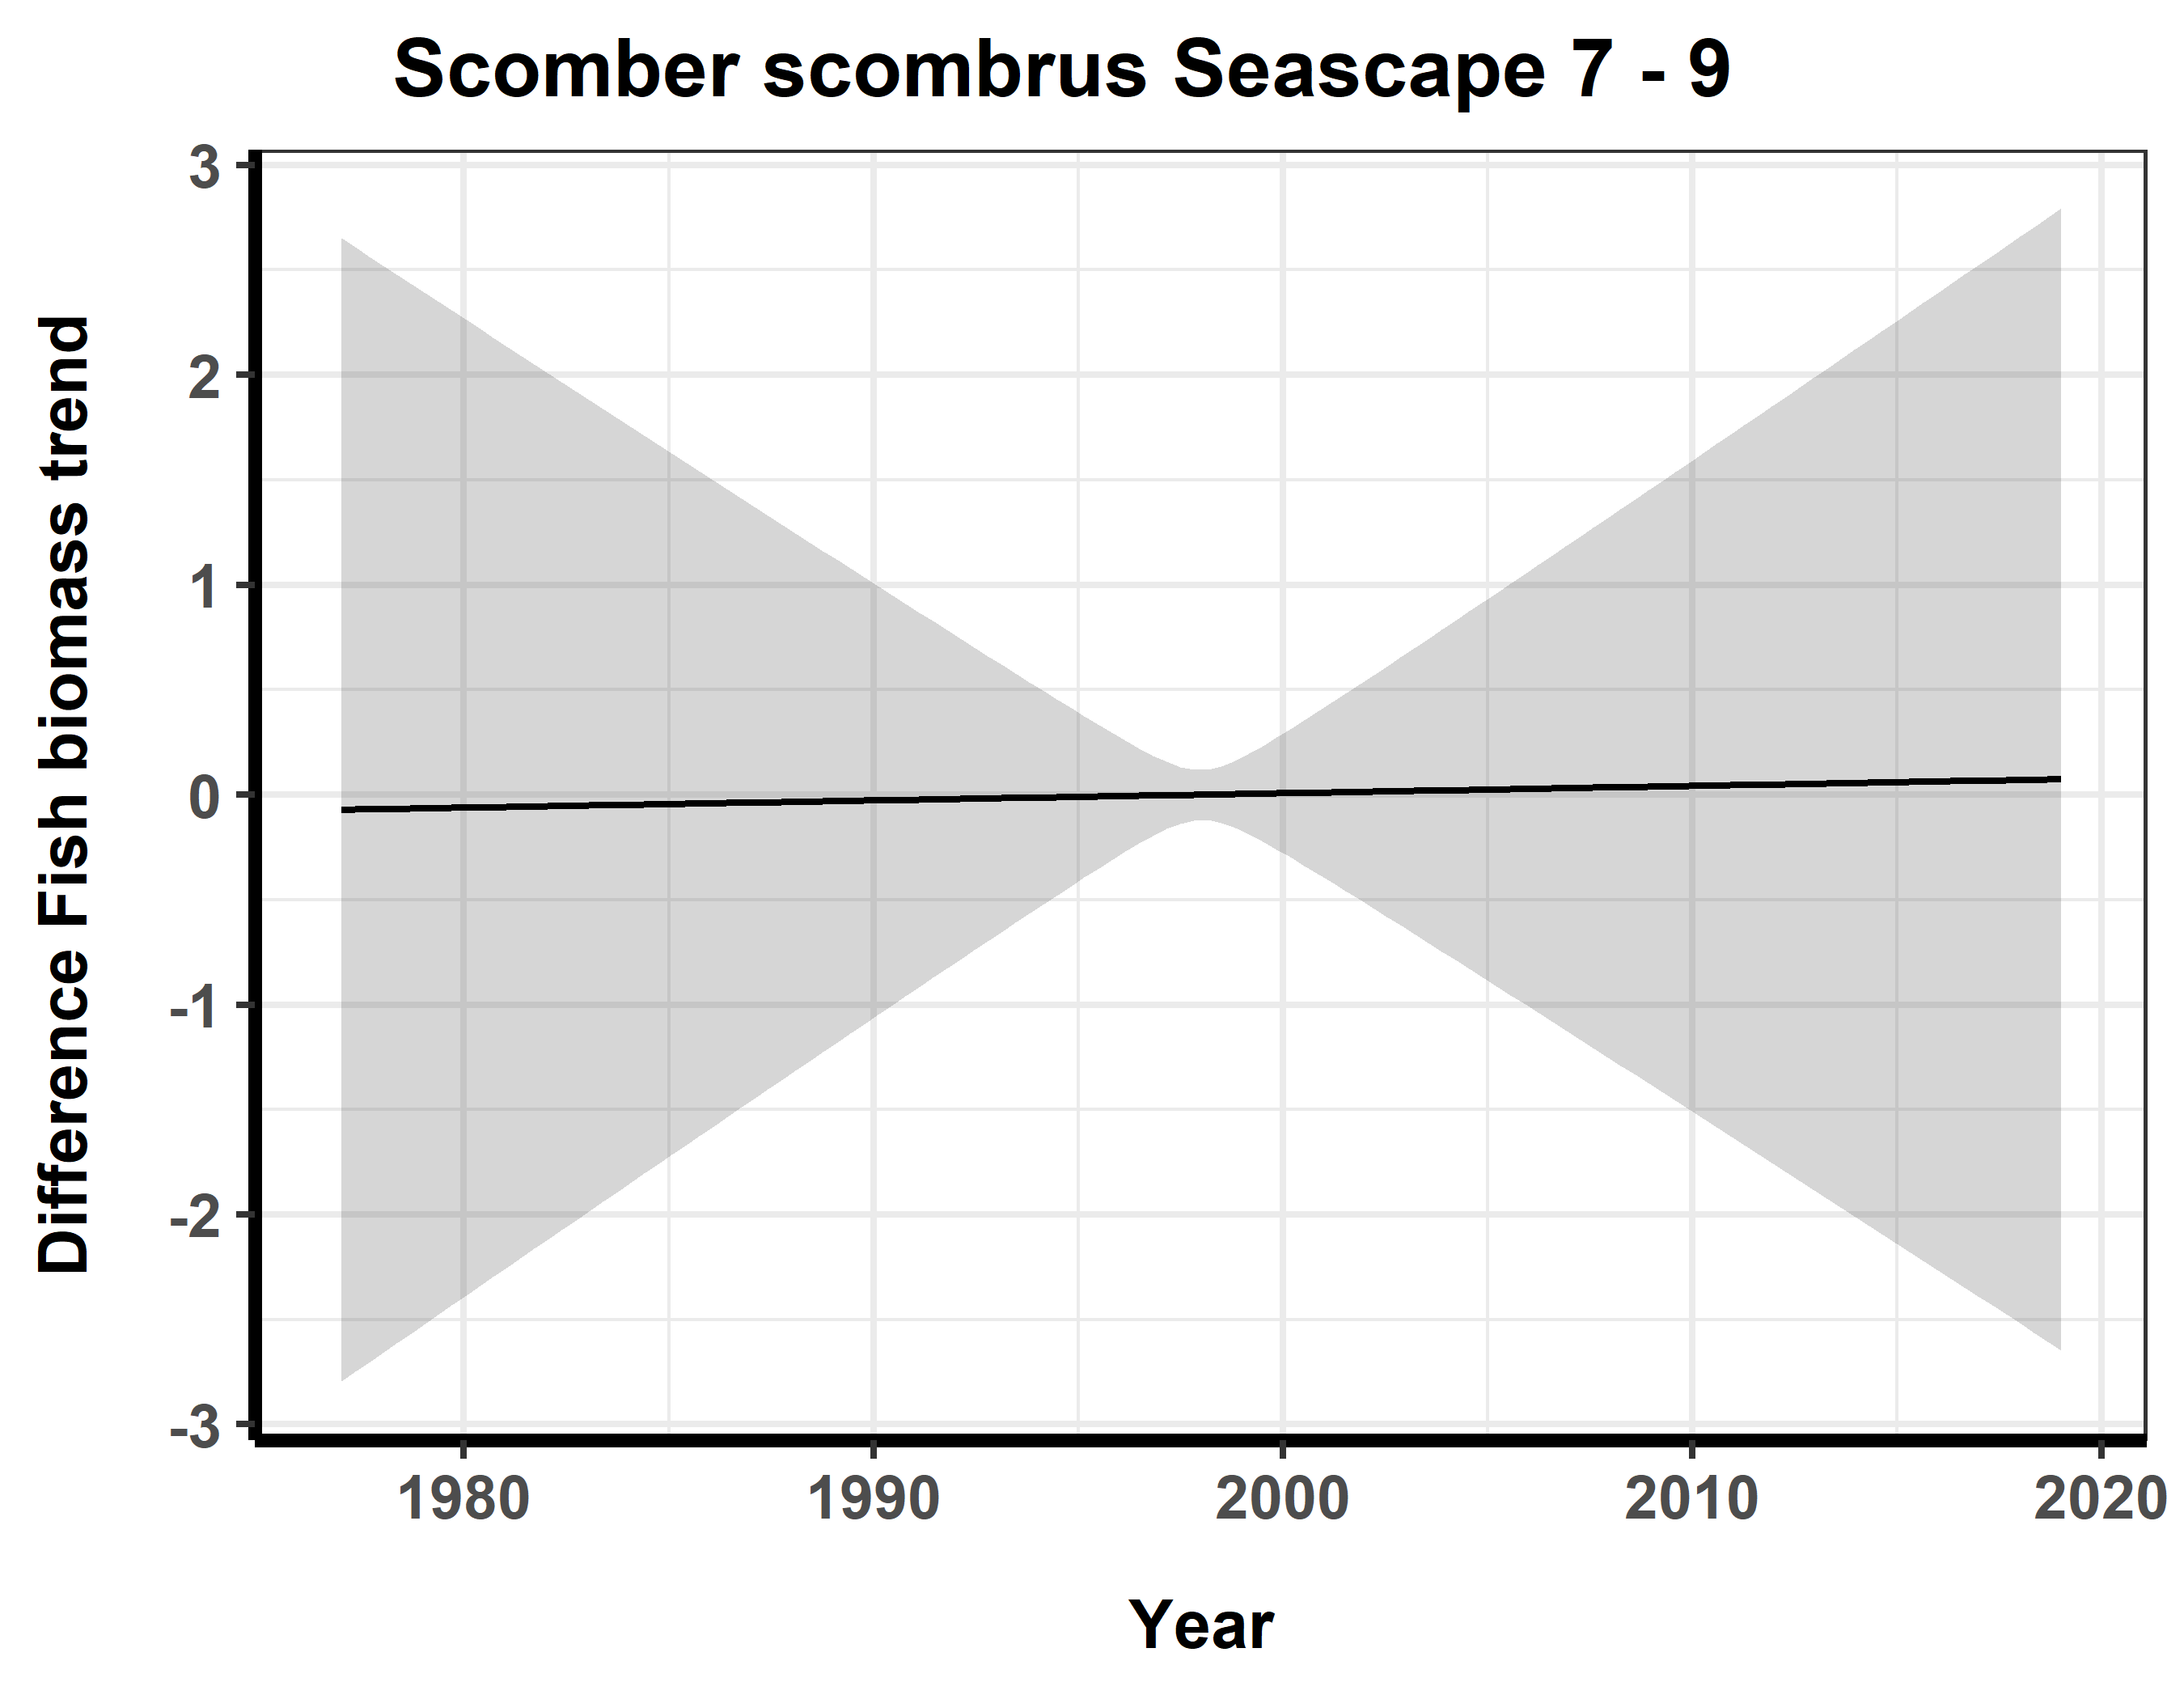 Scomber scombrus Seascape 7 - 9
Difference Fish biomass trend
3
2
1
0
-1
-2
-3
1980 1990 2000 2010 2020
Year